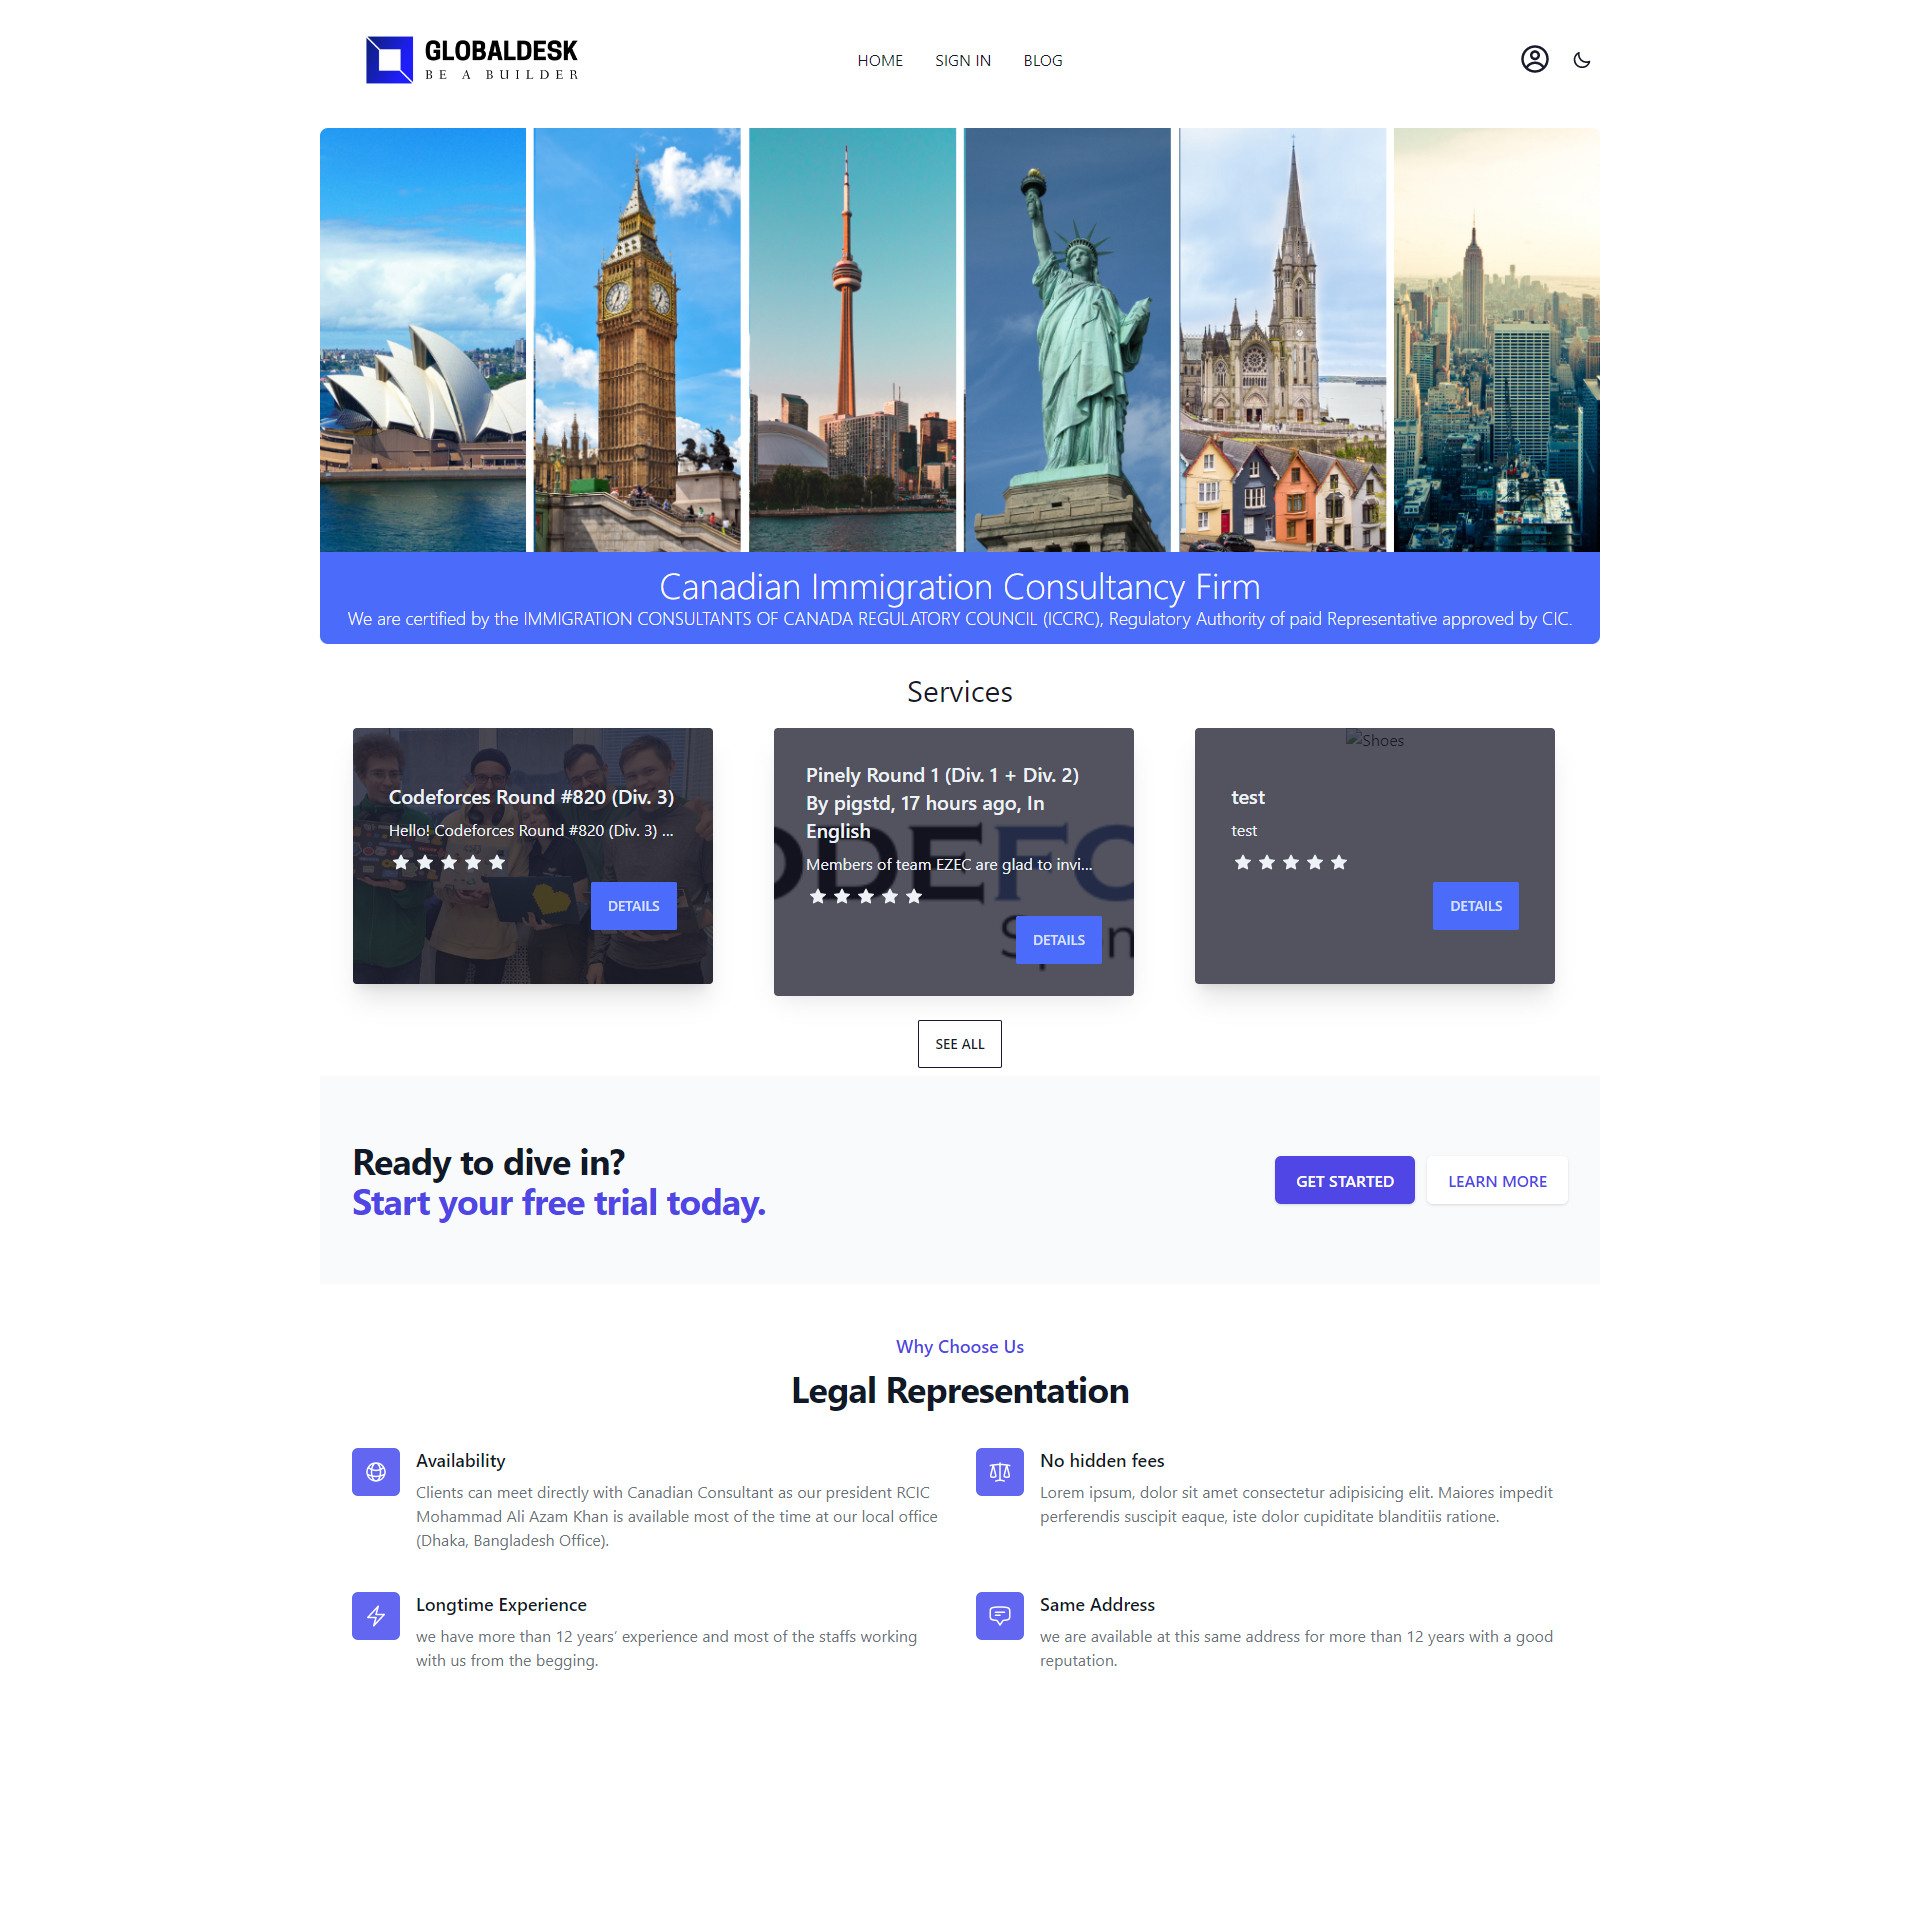 GLOBALDESK
BE A BUILDER
HOME
SIGN IN
BLOG
Canadian Immigration Consultancy Firm
We are certified by the IMMIGRATION CONSULTANTS OF CANADA REGULATORY COUNCIL (ICCRC), Regulatory Authority of paid Representative approved by CIC.
Services
Codeforces Round #820 (Div. 3)
Hello! Codeforces Round #820 (Div. 3) ...
DETAILS
Pinely Round 1 (Div. 1 + Div. 2)
By pigstd, 17 hours ago, In
English
Members of team EZEC are glad to invi...
DETAILS
Shoes
test
test
DETAILS
SEE ALL
Ready to dive in?
Start your free trial today.
GET STARTED
LEARN MORE
Why Choose Us
Legal Representation
Availability
Clients can meet directly with Canadian Consultant as our president RCIC
Mohammad Ali Azam Khan is available most of the time at our local office
(Dhaka, Bangladesh Office).
No hidden fees
Lorem ipsum, dolor sit amet consectetur adipisicing elit. Maiores impedit
perferendis suscipit eaque, iste dolor cupiditate blanditiis ratione.
Longtime Experience
we have more than 12 years’ experience and most of the staffs working
with us from the begging.
Same Address
we are available at this same address for more than 12 years with a good
reputation.